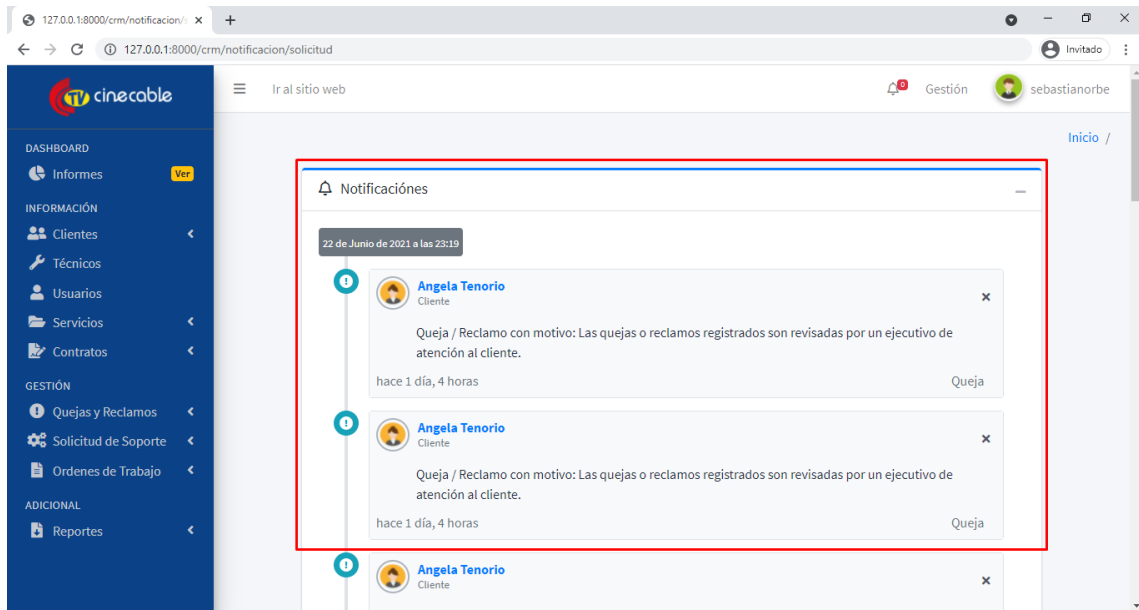 127.0.0.1:8000/crm/notificacion/s
127.0.0.1:8000/crm/notificacion/solicitud
Invitado
TV cinecable
Ir al sitio web
0
Gestión
sebastianorbe
DASHBOARD
Informes Ver
INFORMACIÓN
Clientes
Técnicos
Usuarios
Servicios
Contratos
GESTIÓN
Quejas y Reclamos
Solicitud de Soporte
Ordenes de Trabajo
ADICIONAL
Reportes
Inicio /
Notificaciónes
22 de Junio de 2021 a las 23:19
Angela Tenorio
Cliente
Queja / Reclamo con motivo: Las quejas o reclamos registrados son revisadas por un ejecutivo de
atención al cliente.
hace 1 día, 4 horas Queja
Angela Tenorio
Cliente
Queja / Reclamo con motivo: Las quejas o reclamos registrados son revisadas por un ejecutivo de
atención al cliente.
hace 1 día, 4 horas Queja
Angela Tenorio
Cliente